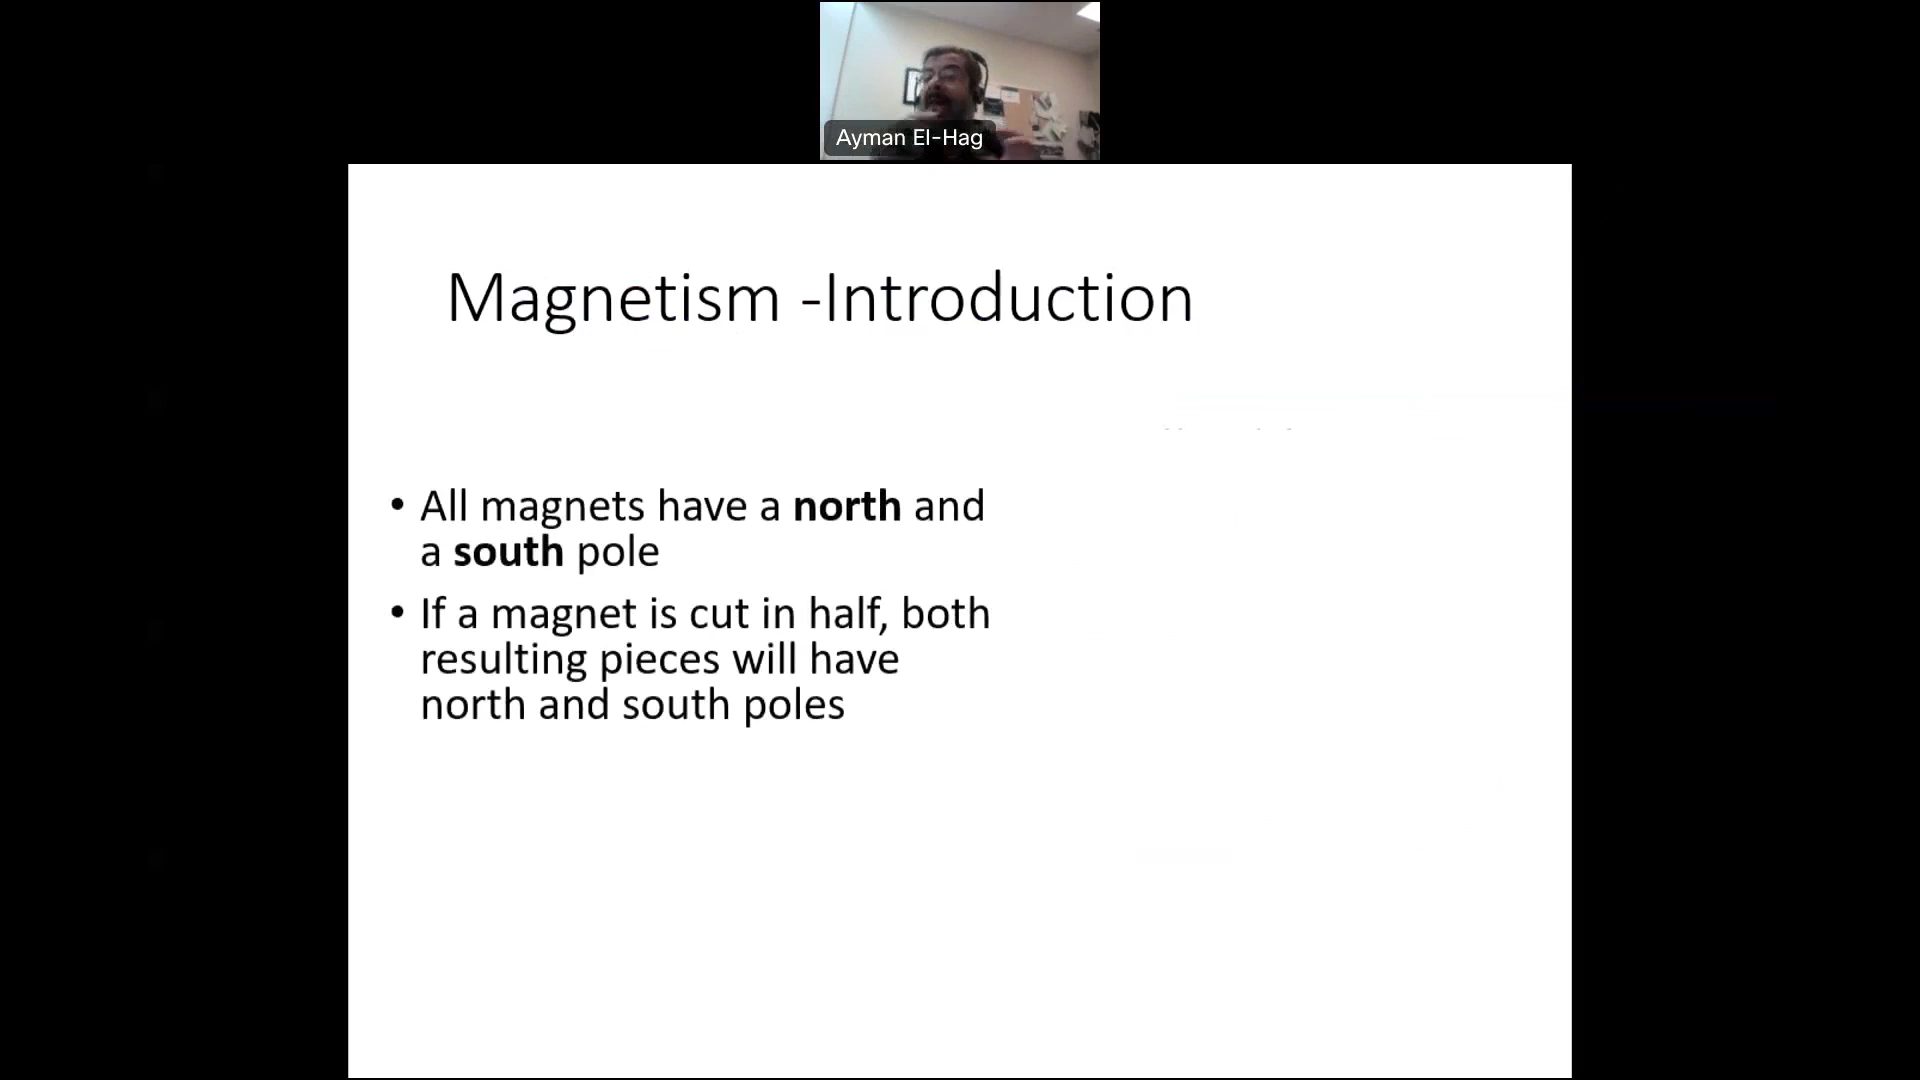 Ayman El-Hag
Magnetism -Introduction
• All magnets have a north and
a south pole
• If a magnet is cut in half, both
resulting pieces will have
north and south poles